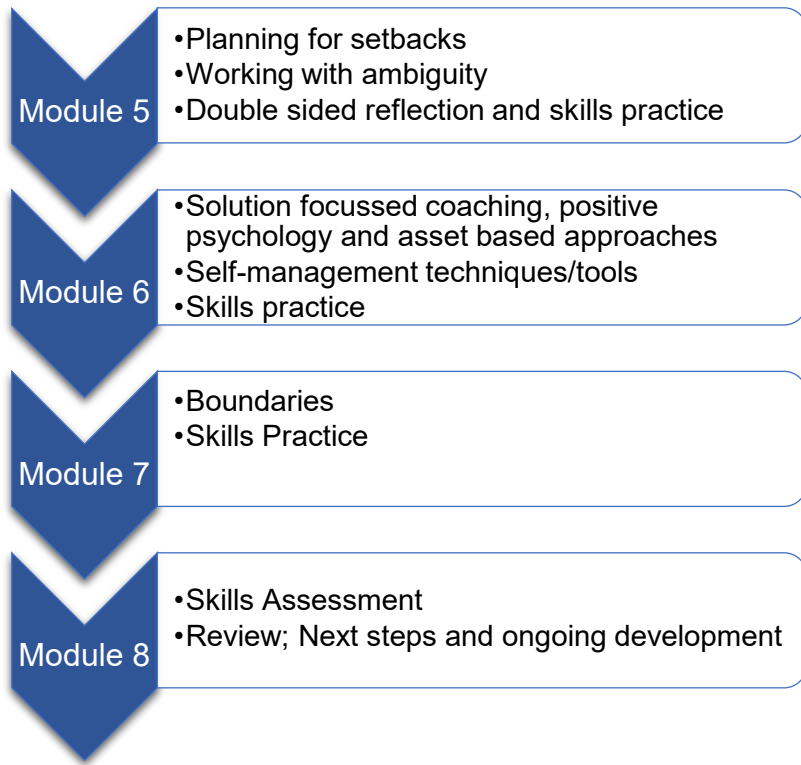 Module 5
•Planning for setbacks
•Working with ambiguity
•Double sided reflection and skills practice
Module 6
•Solution focussed coaching, positive
psychology and asset based approaches
•Self-management techniques/tools
•Skills practice
Module 7
•Boundaries
•Skills Practice
Module 8
•Skills Assessment
•Review; Next steps and ongoing development